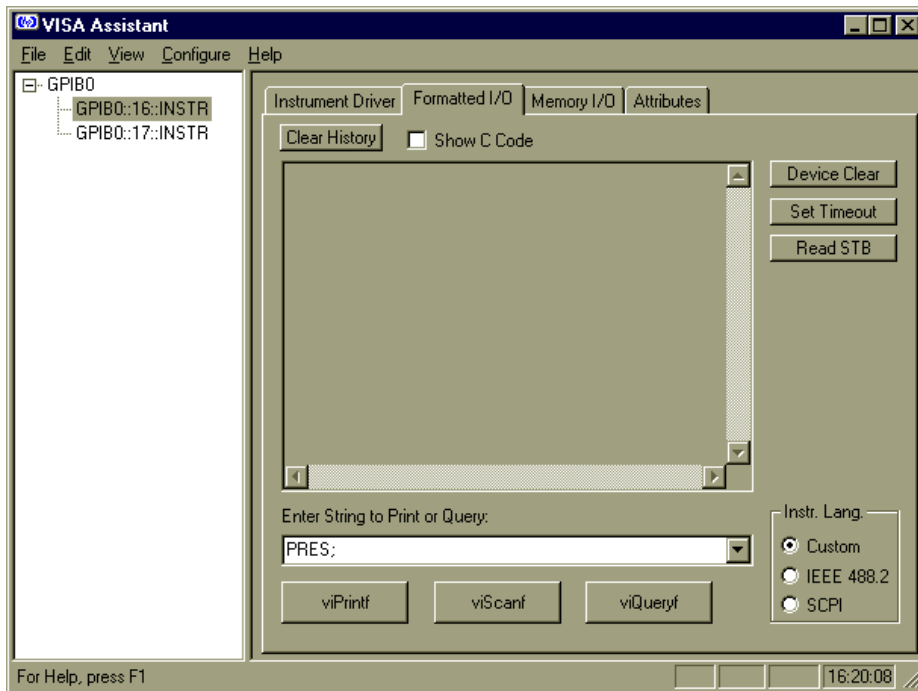 VISA Assistant
File Edit View Configure Help
GPIB0
GPIB0::16::INSTR
GPIB0::17::INSTR
Instrument Driver Formatted I/O Memory I/O Attributes
Clear History Show C Code
Device Clear
Set Timeout
Read STB
Enter String to Print or Query:
PRES;
viPrintf viScanf viQueryf
Instr. Lang.
Custom
IEEE 488.2
SCPI
For Help, press F1 16:20:08